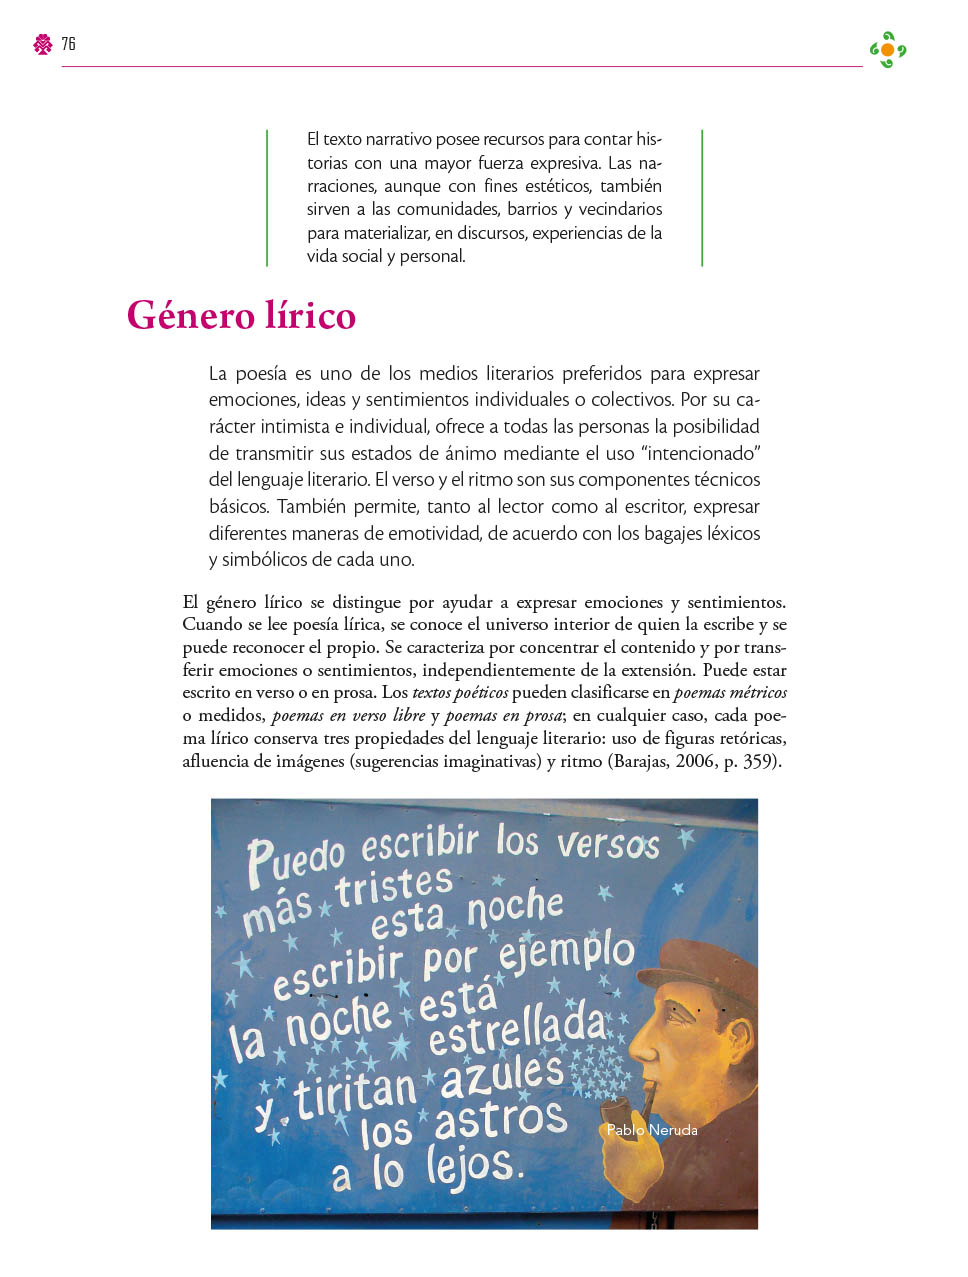 76
El texto narrativo posee recursos para contar his-
torias con una mayor fuerza expresiva. Las na-
rraciones, aunque con fines estéticos, también
sirven a las comunidades, barrios y vecindarios
para materializar, en discursos, experiencias de la
vida social y personal.
Género lírico
La poesía es uno de los medios literarios preferidos para expresar
emociones, ideas y sentimientos individuales o colectivos. Por su ca-
rácter intimista e individual, ofrece a todas las personas la posibilidad
de transmitir sus estados de ánimo mediante el uso “intencionado”
del lenguaje literario. El verso y el ritmo son sus componentes técnicos
básicos. También permite, tanto al lector como al escritor, expresar
diferentes maneras de emotividad, de acuerdo con los bagajes léxicos
y simbólicos de cada uno.
El género lírico se distingue por ayudar a expresar emociones y sentimientos.
Cuando se lee poesía lírica, se conoce el universo interior de quien la escribe y se
puede reconocer el propio. Se caracteriza por concentrar el contenido y por trans-
ferir emociones o sentimientos, independientemente de la extensión. Puede estar
escrito en verso o en prosa. Los textos poéticos pueden clasificarse en poemas métricos
o medidos, poemas en verso libre y poemas en prosa; en cualquier caso, cada poe-
ma lírico conserva tres propiedades del lenguaje literario: uso de figuras retóricas,
afluencia de imágenes (sugerencias imaginativas) y ritmo (Barajas, 2006, p. 359).
Puedo escribir los versos
más tristes
esta noche
escribir por ejemplo
la noche está
estrellada
y, tiritan azules
los astros
a lo lejos.
Pablo Neruda